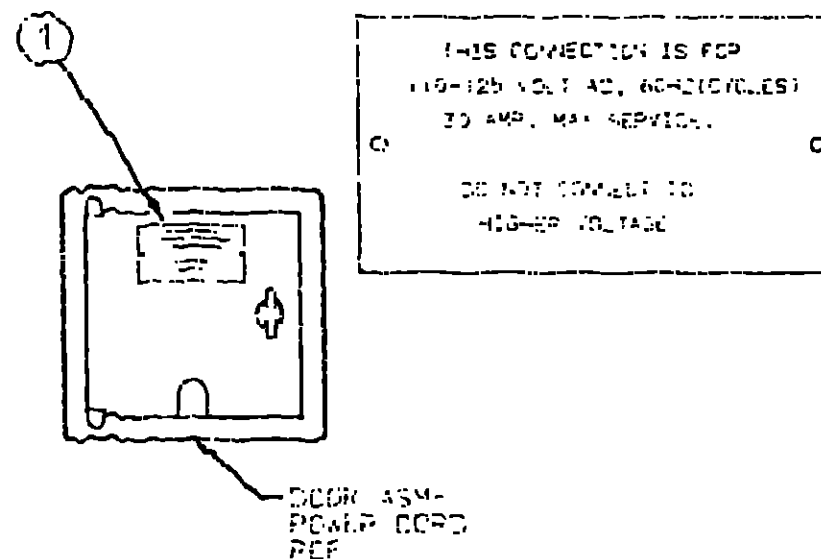 1
THIS CONNECTION IS FOR
110-125 VOLT AC, 60HZ(CYCLES)
30 AMP. MAX SERVICE.
DO NOT CONNECT TO
HIGHER VOLTAGE
DOOR ASM-
POWER CORD
REF